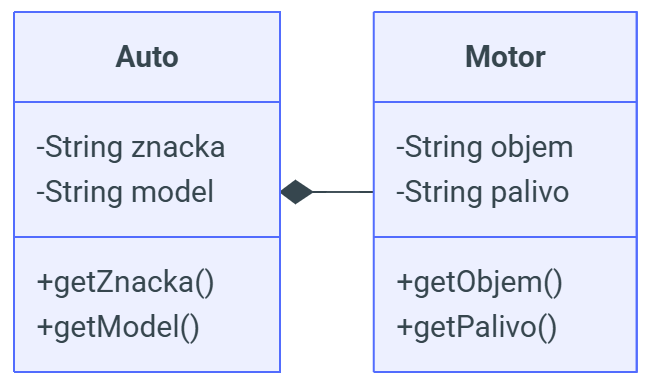 Auto
-String znacka
-String model
+getZnacka()
+getModel()
Motor
-String objem
-String palivo
+getObjem()
+getPalivo()